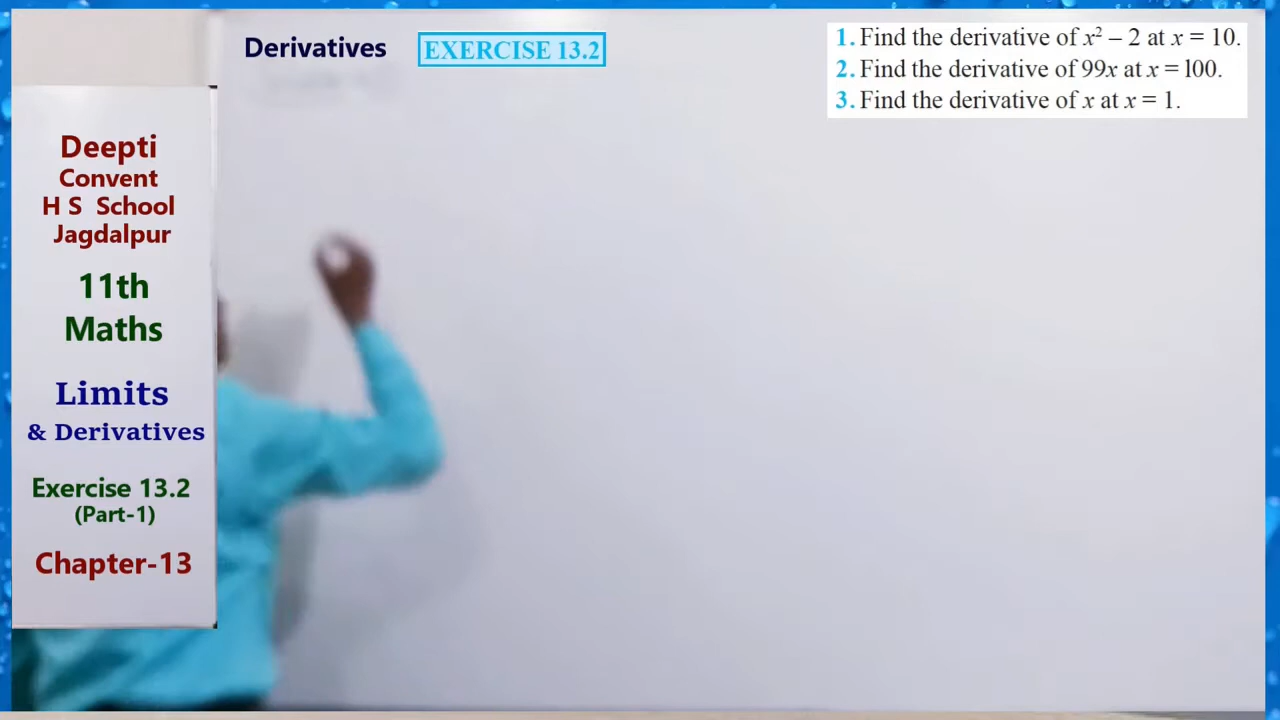 Derivatives EXERCISE 13.2
1. Find the derivative of x² – 2 at x = 10.
2. Find the derivative of 99x at x = l00.
3. Find the derivative of x at x = 1.
Deepti
Convent
H S School
Jagdalpur
11th
Maths
Limits
& Derivatives
Exercise 13.2
(Part-1)
Chapter-13